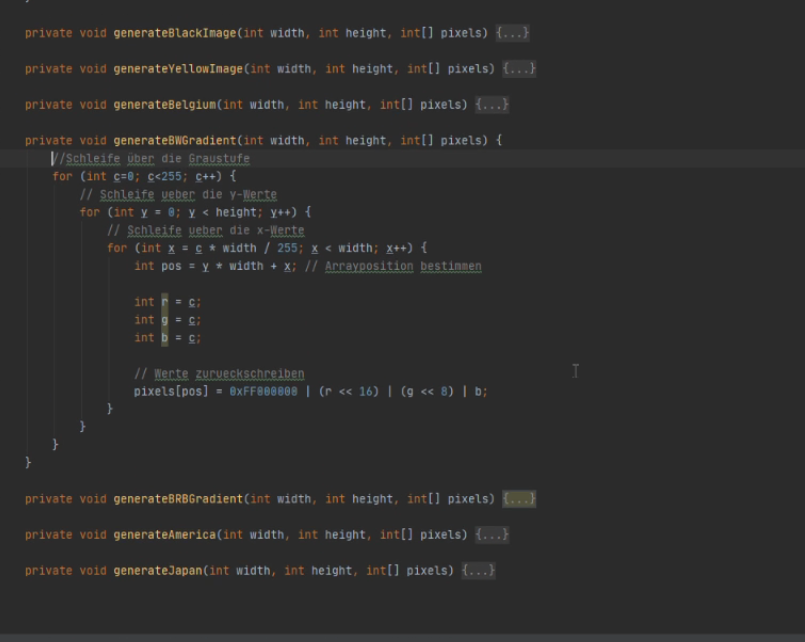 private void generateBlackImage(int width, int height, int[] pixels) {...}
private void generateYellowImage(int width, int height, int[] pixels) {...}
private void generateBelgium(int width, int height, int[] pixels) {...}
private void generateBWGradient(int width, int height, int[] pixels) {
//Schleife über die Graustufe
for (int c=0; c<255; c++) {
// Schleife ueber die y-Werte
for (int y = 0; y < height; y++) {
// Schleife ueber die x-Werte
for (int x = c * width / 255; x < width; x++) {
int pos = y * width + x; // Arrayposition bestimmen
int r = c;
int g = c;
int b = c;
// Werte zurueckschreiben
pixels[pos] = 0xFF000000 | (r << 16) | (g << 8) | b;
}
}
}
}
private void generateBRBGradient(int width, int height, int[] pixels) {...}
private void generateAmerica(int width, int height, int[] pixels) {...}
private void generateJapan(int width, int height, int[] pixels) {...}